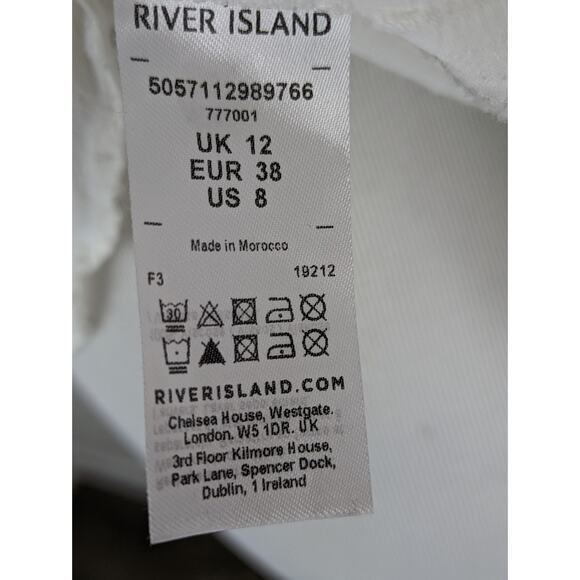 RIVER ISLAND
5057112989766
777001
UK 12
EUR 38
US 8
Made in Morocco
F3 19212
30
RIVERISLAND.COM
Chelsea House, Westgate.
London. W5 1DR. UK
3rd Floor Kilmore House,
Park Lane, Spencer Dock,
Dublin, 1 Ireland